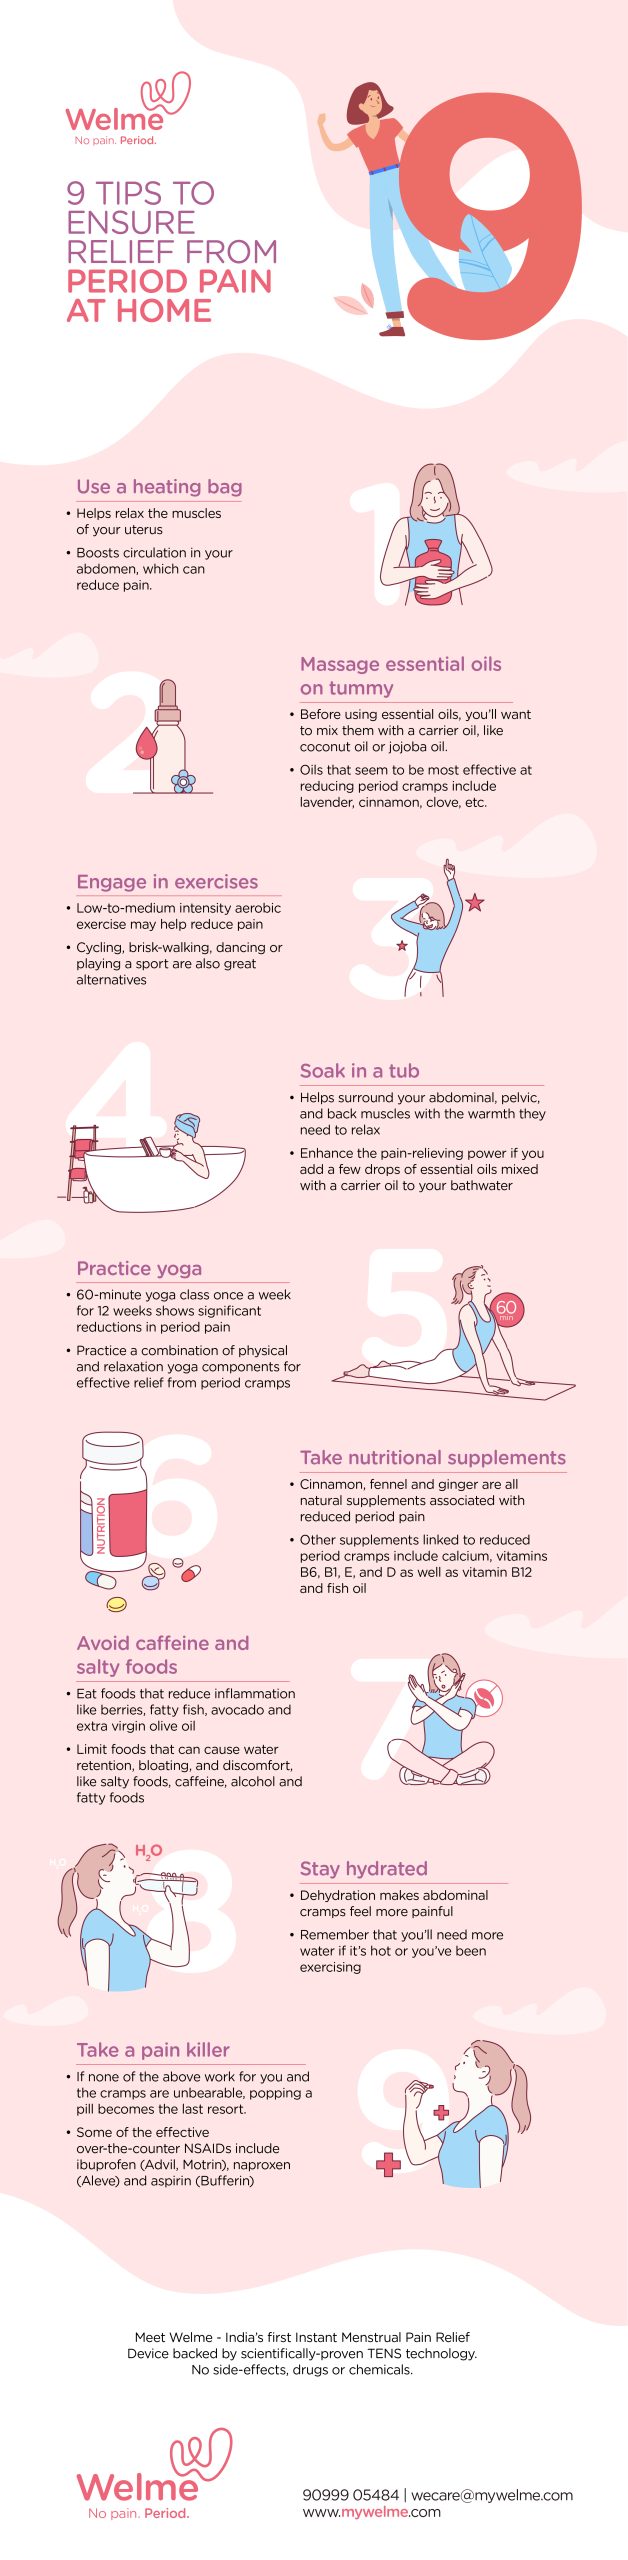 Welme
No pain. Period.
9 TIPS TO
ENSURE
RELIEF FROM
PERIOD PAIN
AT HOME
9
Use a heating bag
• Helps relax the muscles
of your uterus
• Boosts circulation in your
abdomen, which can
reduce pain.
1
Massage essential oils
on tummy
• Before using essential oils, you'll want
to mix them with a carrier oil, like
coconut oil or jojoba oil.
• Oils that seem to be most effective at
reducing period cramps include
lavender, cinnamon, clove, etc.
2
Engage in exercises
• Low-to-medium intensity aerobic
exercise may help reduce pain
• Cycling, brisk-walking, dancing or
playing a sport are also great
alternatives
3
4
Soak in a tub
• Helps surround your abdominal, pelvic,
and back muscles with the warmth they
need to relax
• Enhance the pain-relieving power if you
add a few drops of essential oils mixed
with a carrier oil to your bathwater
Practice yoga
• 60-minute yoga class once a week
for 12 weeks shows significant
reductions in period pain
• Practice a combination of physical
and relaxation yoga components for
effective relief from period cramps
5
60
min
NUTRITION
6
Take nutritional supplements
• Cinnamon, fennel and ginger are all
natural supplements associated with
reduced period pain
• Other supplements linked to reduced
period cramps include calcium, vitamins
B6, B1, E, and D as well as vitamin B12
and fish oil
Avoid caffeine and
salty foods
• Eat foods that reduce inflammation
like berries, fatty fish, avocado and
extra virgin olive oil
• Limit foods that can cause water
retention, bloating, and discomfort,
like salty foods, caffeine, alcohol and
fatty foods
7
H₂O
H₂O
H₂O
8
Stay hydrated
• Dehydration makes abdominal
cramps feel more painful
• Remember that you'll need more
water if it's hot or you've been
exercising
Take a pain killer
• If none of the above work for you and
the cramps are unbearable, popping a
pill becomes the last resort.
• Some of the effective
over-the-counter NSAIDs include
ibuprofen (Advil, Motrin), naproxen
(Aleve) and aspirin (Bufferin)
9
Meet Welme - India's first Instant Menstrual Pain Relief
Device backed by scientifically-proven TENS technology.
No side-effects, drugs or chemicals.
Welme
No pain. Period.
90999 05484 | wecare@mywelme.com
www.mywelme.com